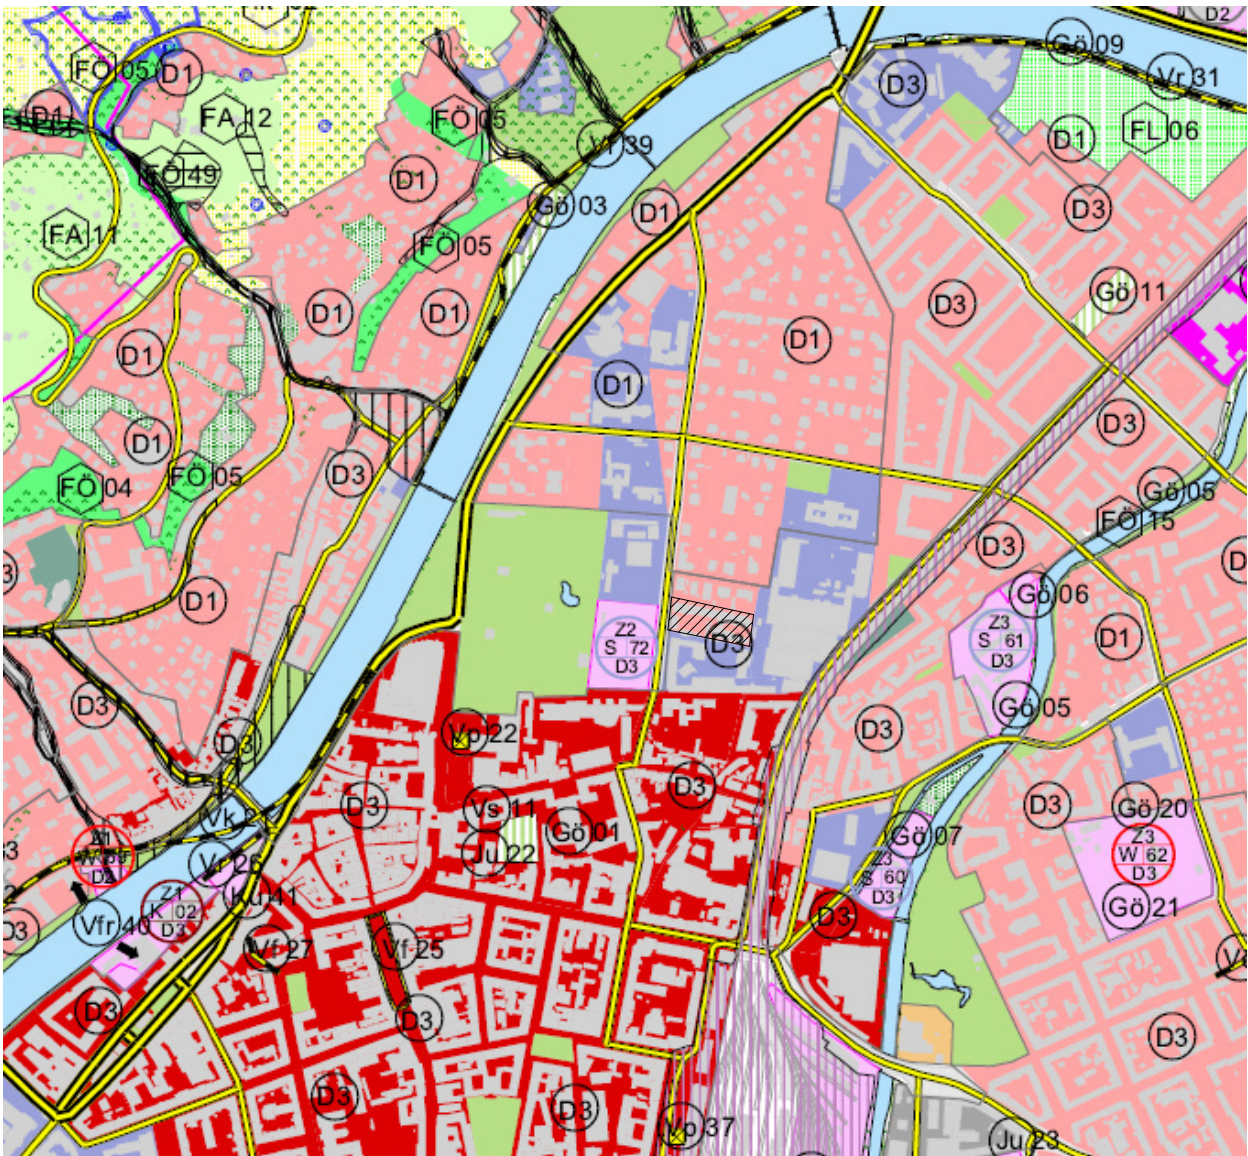 D2
FÖ 05
D1
Gö 09
D3
Vr 31
D1
FA 12
FÖ 05
D1
FL 06
Vf 39
FÖ 49
D1
Gö 03
D1
D3
FA 11
FÖ 05
Gö 11
D3
D1
D1
D1
D1
D1
D3
D1
D3
FÖ 04
FÖ 05
Gö 05
FÖ 15
D3
D1
Gö 06
Z2
S 72
D3
D3
Z3
S 61
D3
D1
D3
Gö 05
D3
Vp 22
D3
D3
D3
D3
Gö 20
Vs 11
Gö 01
Gö 07
Z3
W 62
D3
Ju 22
Vr 26
Z3
S 60
D3
Z1
K 02
D3
Ku 41
Gö 21
D3
Vfr 40
D3
Vf 27
Vf 25
D3
D3
D3
D3
D3
Vp 37
Ju 23